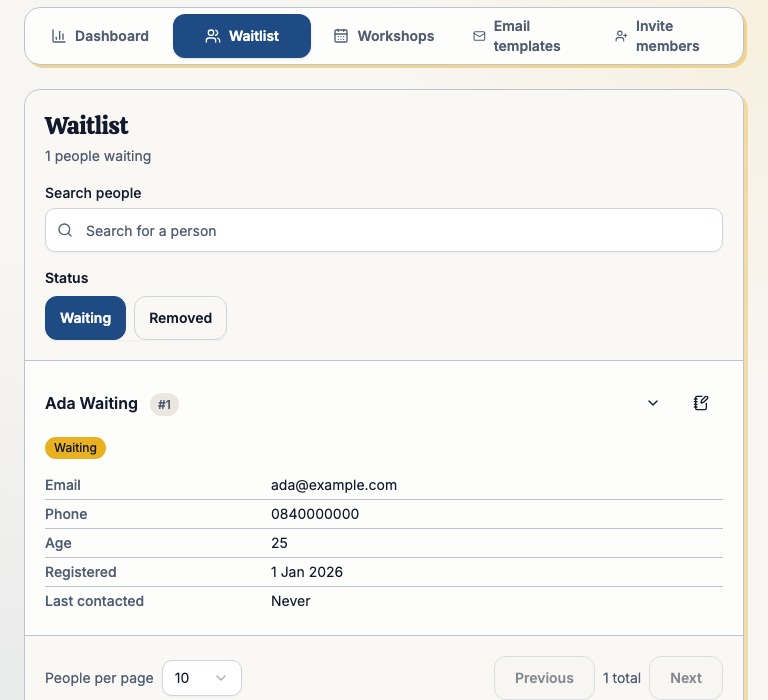 Dashboard
Waitlist
Workshops
Email
templates
Invite
members
Waitlist
1 people waiting
Search people
Search for a person
Status
Waiting
Removed
Ada Waiting #1
Waiting
Email ada@example.com
Phone 0840000000
Age 25
Registered 1 Jan 2026
Last contacted Never
People per page 10 Previous 1 total Next